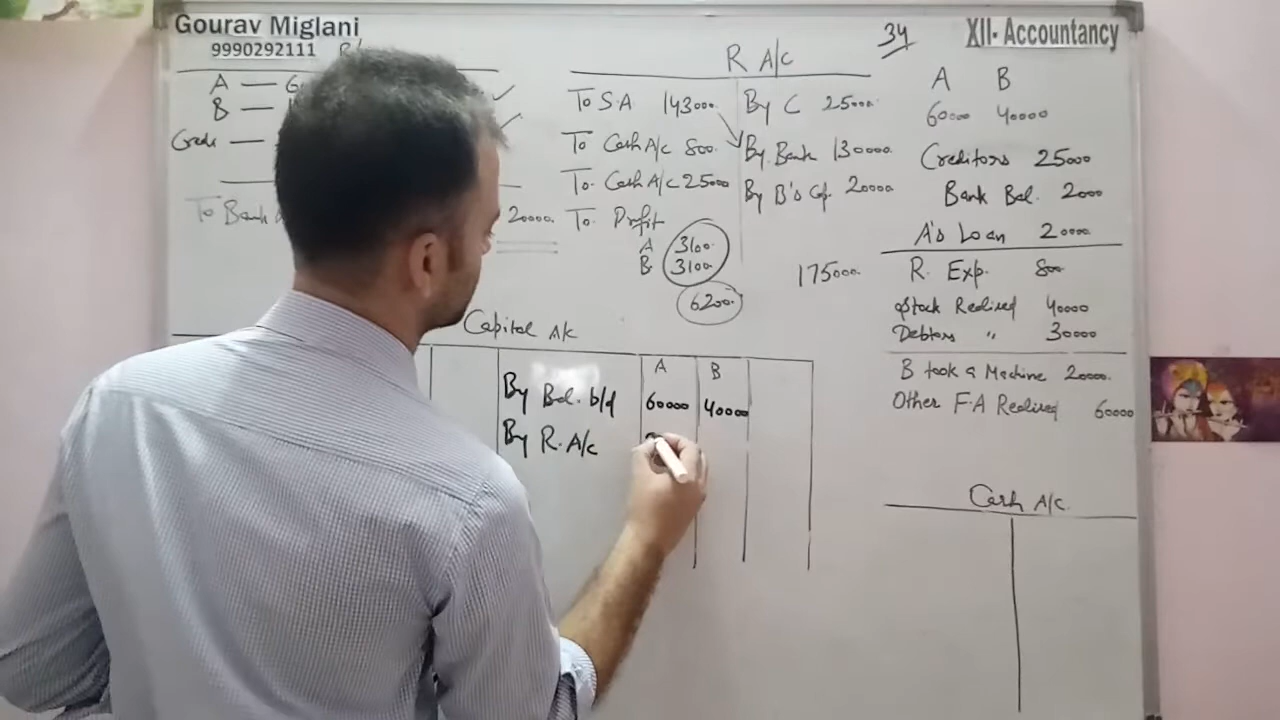 Gourav Miglani
9990292111
XII- Accountancy
34
A — 6
B —
To Bank
20000.
R A/c
To S.A 143000.
To Cash A/c 800.
To. Cash A/c 25000
To. Profit
A 3100.
B 3100.
6200.
By C 25000.
By. Bank 130000.
By B's Cap. 20000
175000.
A B
60000 40000
Creditors 25000
Bank Bal. 2000
A's Loan 20000
R. Exp. 800
Stock Realised 40000
Debtors " 30000
B took a Machine 20000.
Other F.A Realised 60000
Capital A/c
A B
By Bal. b/d 60000 40000
By R. A/c
Cash A/c.